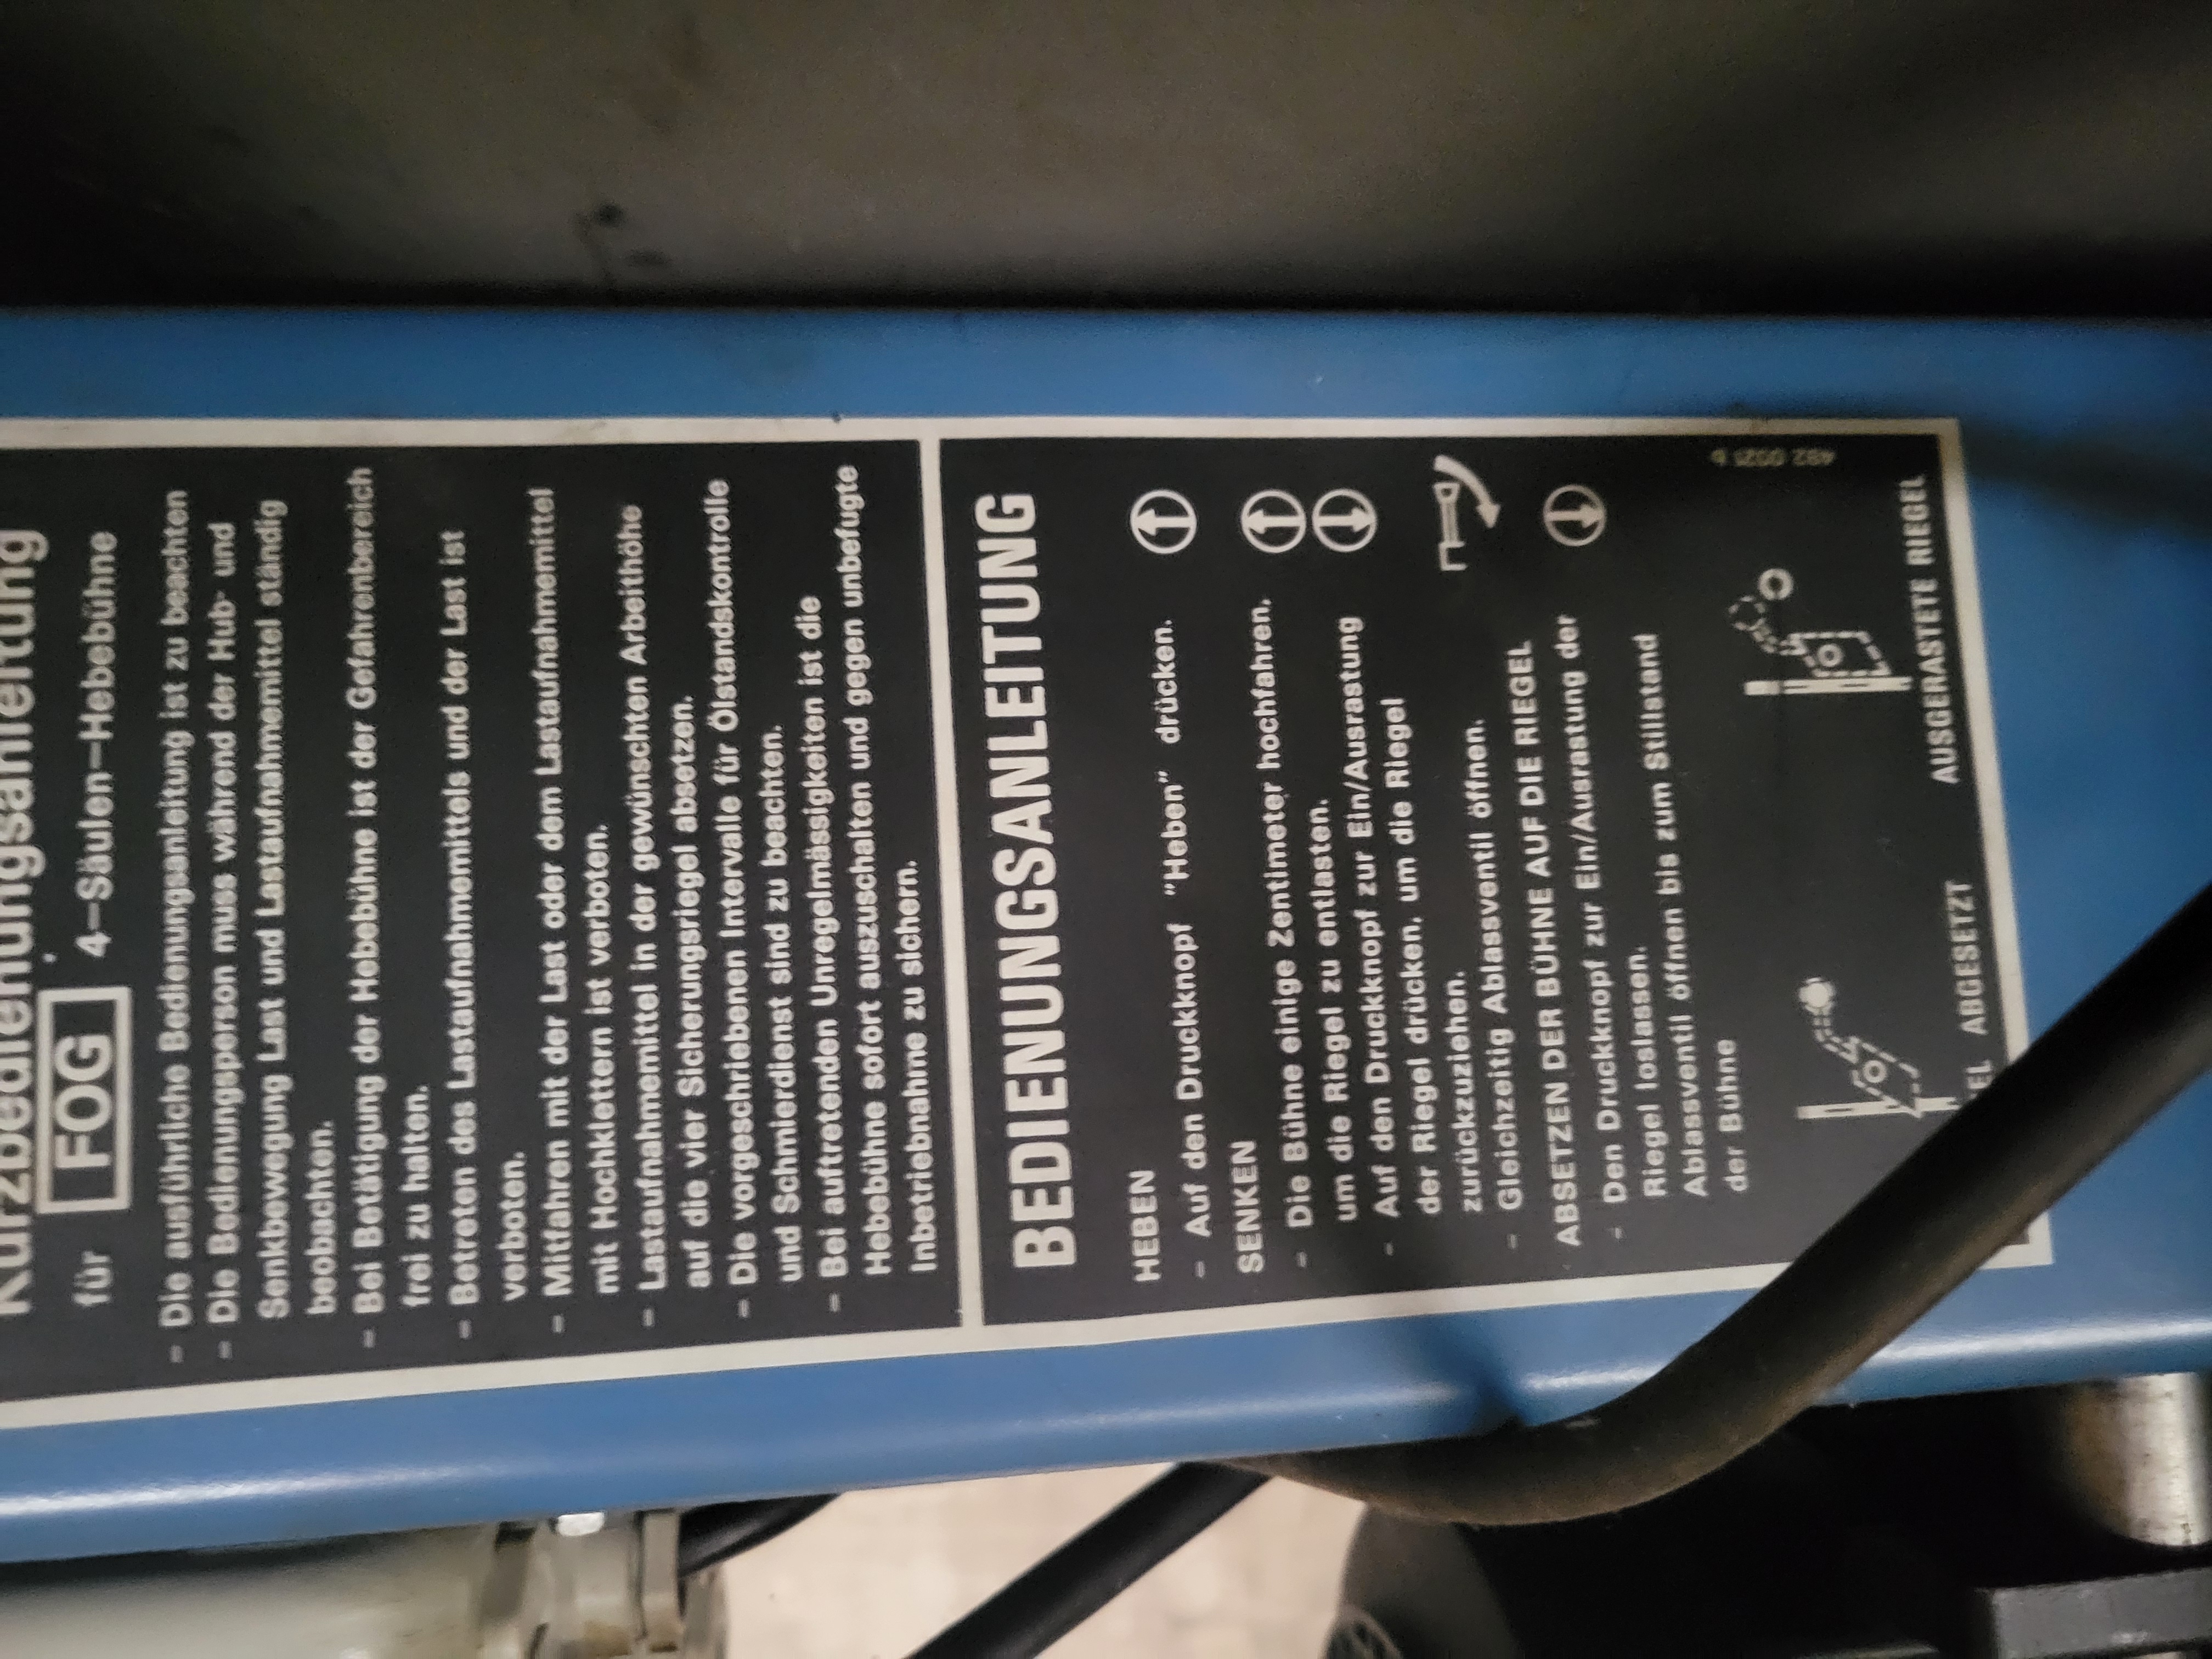 Kurzbedienungsanleitung
für FOG 4-Säulen-Hebebühne
- Die ausführliche Bedienungsanleitung ist zu beachten
- Die Bedienungsperson muss während der Hub- und
Senkbewegung Last und Lastaufnahmemittel ständig
beobachten.
- Bei Betätigung der Hebebühne ist der Gefahrenbereich
frei zu halten.
- Betreten des Lastaufnahmemittels und der Last ist
verboten.
- Mitfahren mit der Last oder dem Lastaufnahmemittel
mit Hochklettern ist verboten.
- Lastaufnahmemittel in der gewünschten Arbeithöhe
auf die vier Sicherungsriegel absetzen.
- Die vorgeschriebenen Intervalle für Ölstandskontrolle
und Schmierdienst sind zu beachten.
- Bei auftretenden Unregelmässigkeiten ist die
Hebebühne sofort auszuschalten und gegen unbefugte
Inbetriebnahme zu sichern.
BEDIENUNGSANLEITUNG
HEBEN
- Auf den Druckknopf "Heben" drücken.
SENKEN
- Die Bühne einige Zentimeter hochfahren,
um die Riegel zu entlasten.
- Auf den Druckknopf zur Ein/Ausrastung
der Riegel drücken, um die Riegel
zurückzuziehen.
- Gleichzeitig Ablassventil öffnen.
ABSETZEN DER BÜHNE AUF DIE RIEGEL
- Den Druckknopf zur Ein/Ausrastung der
Riegel loslassen.
Ablassventil öffnen bis zum Stillstand
der Bühne
492 0021 b
EL ABGESETZT AUSGERASTETE RIEGEL